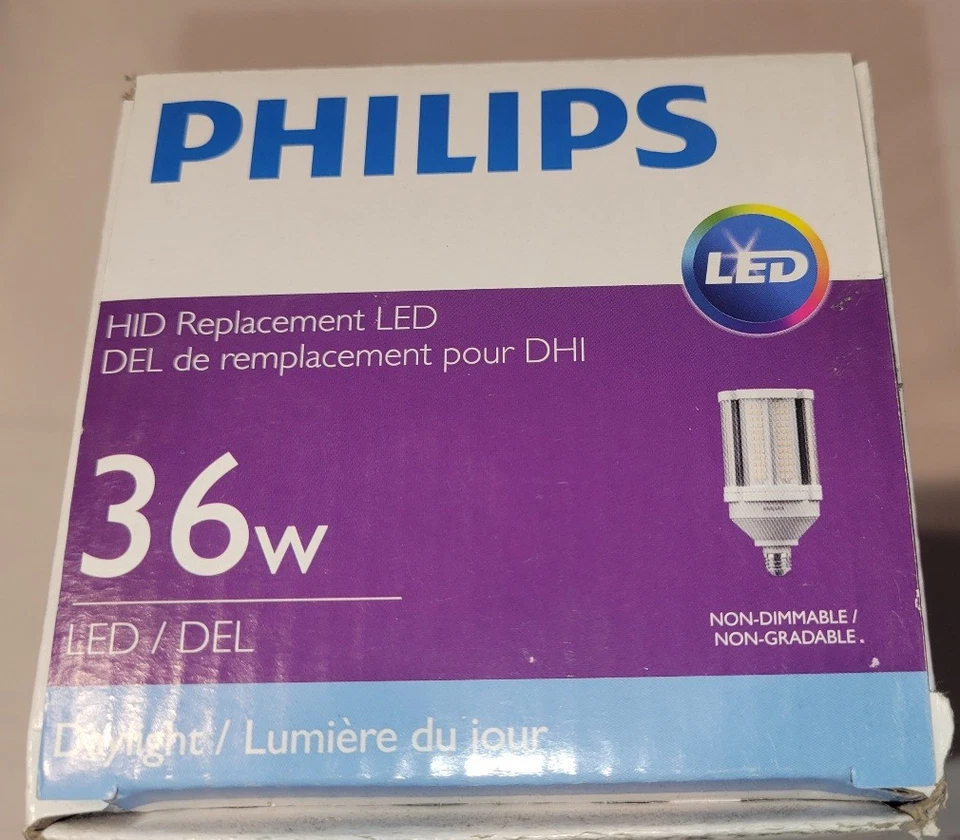 PHILIPS
LED
HID Replacement LED
DEL de remplacement pour DHI
36w
LED / DEL
NON-DIMMABLE /
NON-GRADABLE.
Daylight / Lumière du jour